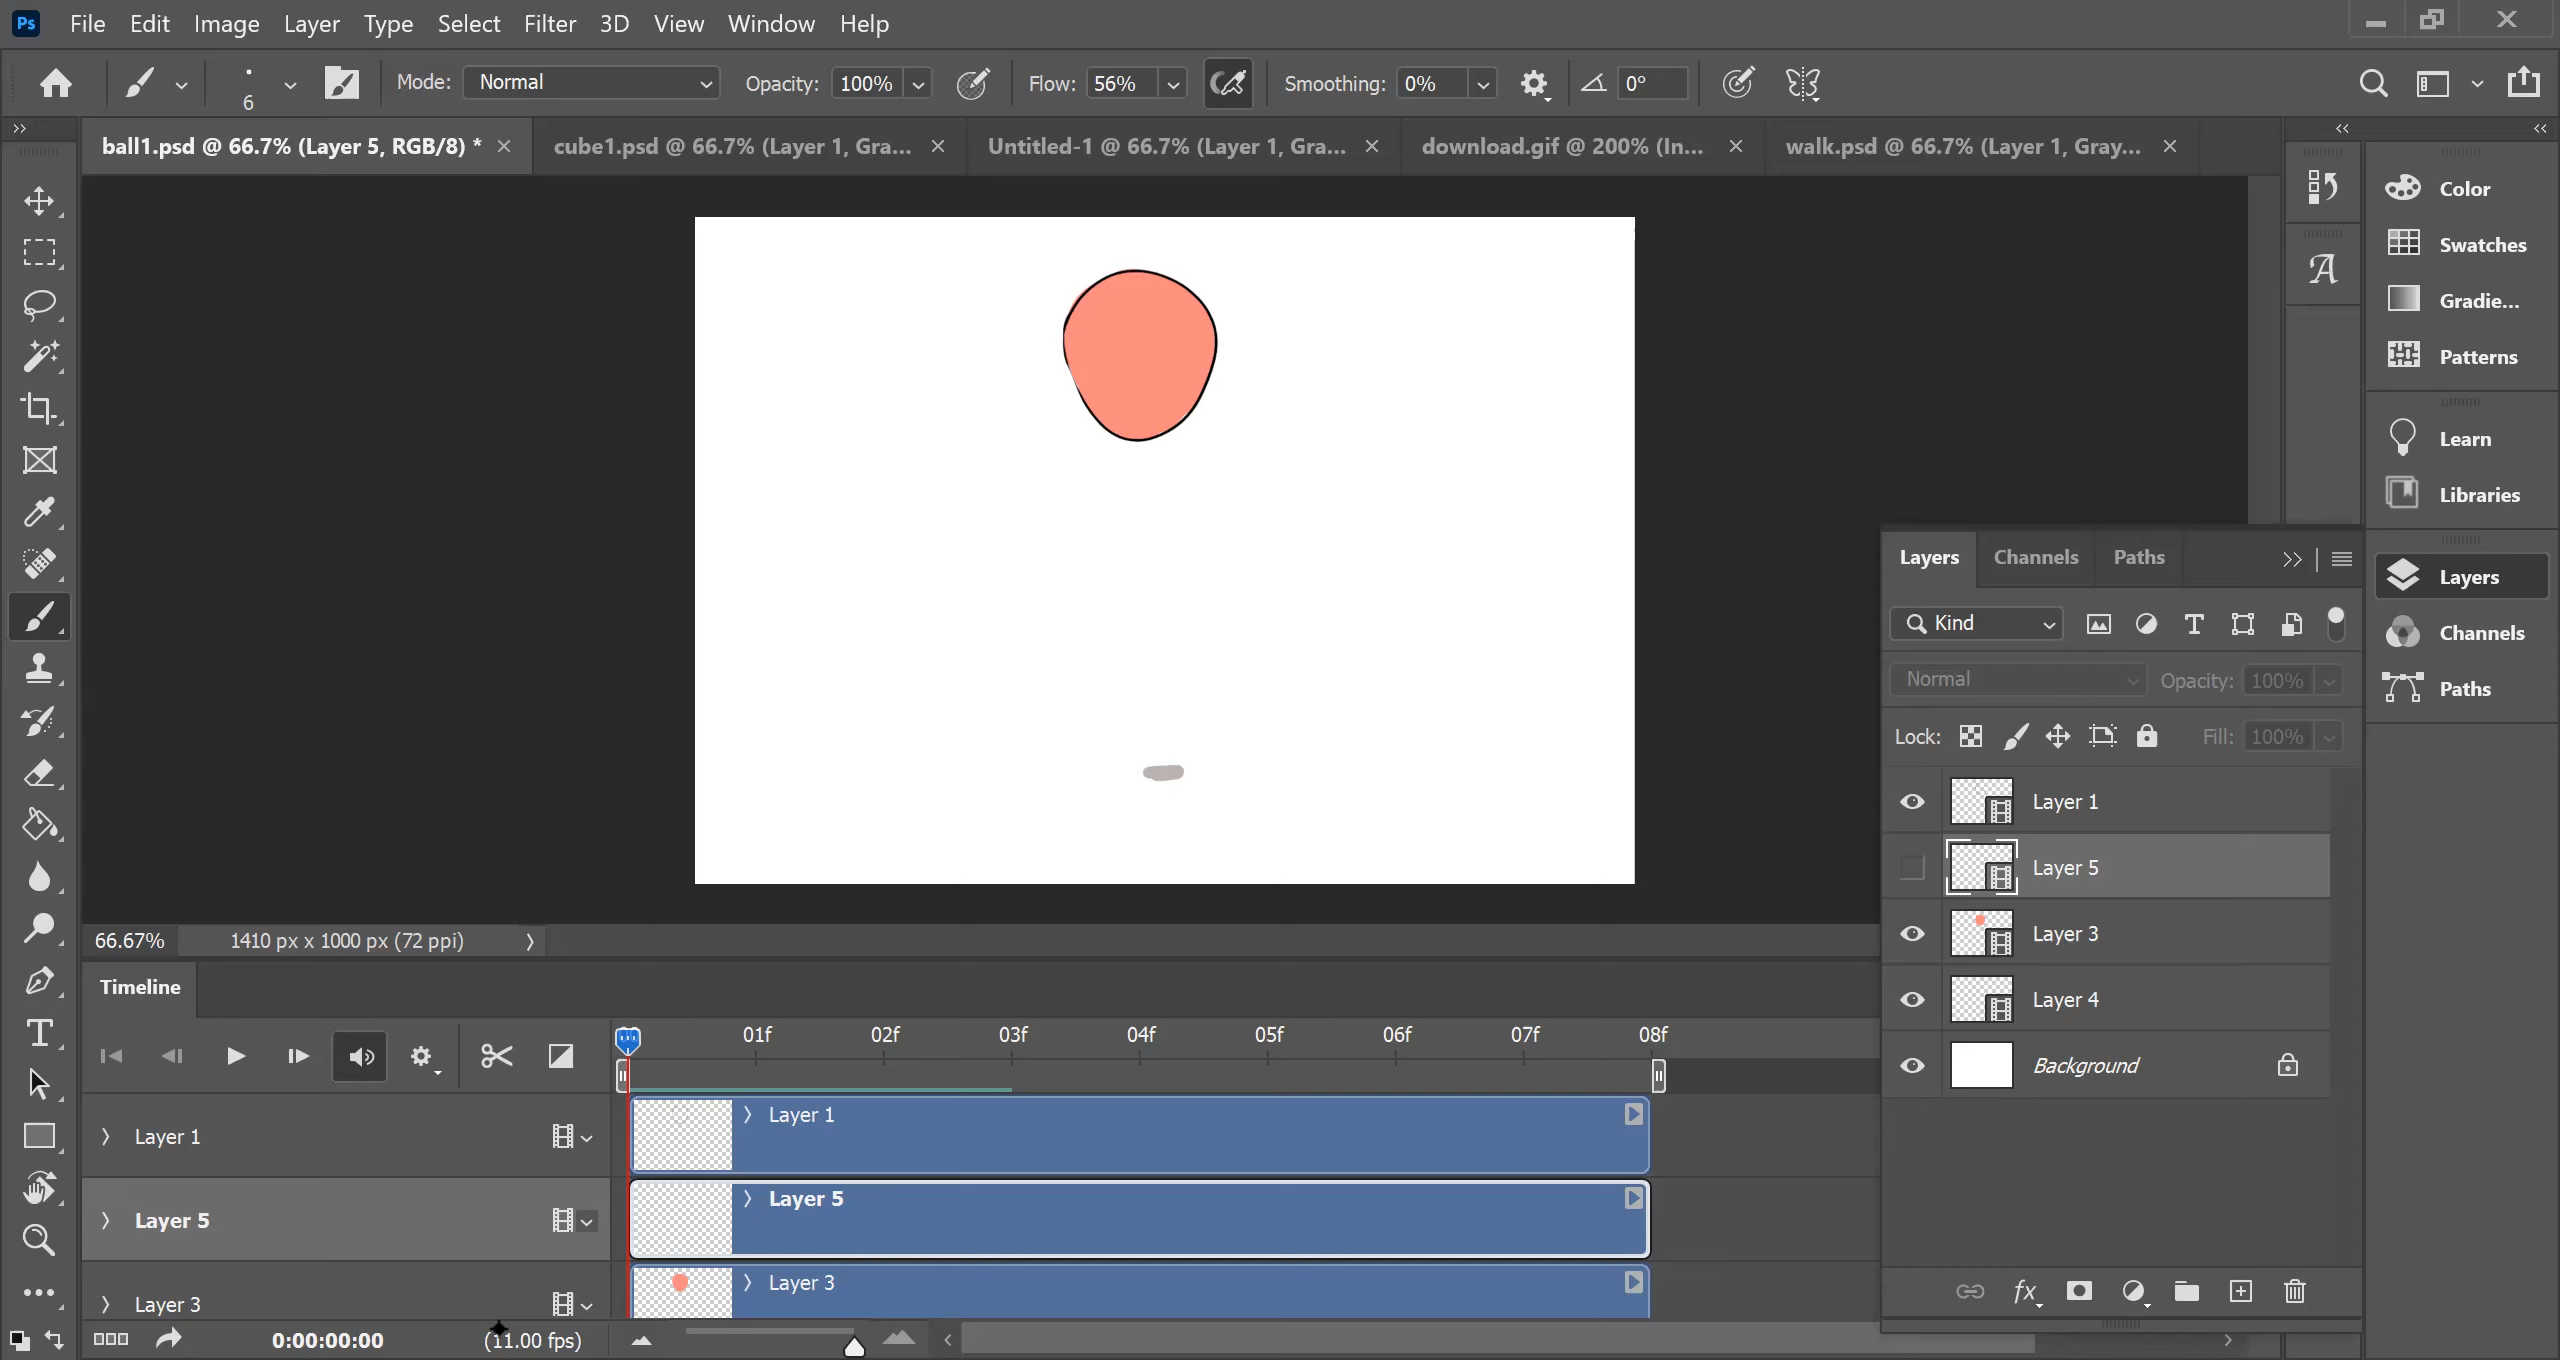 Ps File Edit Image Layer Type Select Filter 3D View Window Help
6 Mode: Normal Opacity: 100% Flow: 56% Smoothing: 0% 0°
ball1.psd @ 66.7% (Layer 5, RGB/8) * cube1.psd @ 66.7% (Layer 1, Gra... Untitled-1 @ 66.7% (Layer 1, Gra... download.gif @ 200% (In... walk.psd @ 66.7% (Layer 1, Gray...
Color
Swatches
Gradie...
Patterns
Learn
Libraries
Layers
Channels
Paths
Layers Channels Paths
Kind
Normal Opacity: 100%
Lock: Fill: 100%
Layer 1
Layer 5
Layer 3
Layer 4
Background
66.67% 1410 px x 1000 px (72 ppi)
Timeline
01f 02f 03f 04f 05f 06f 07f 08f
Layer 1 Layer 1
Layer 5 Layer 5
Layer 3 Layer 3
0:00:00:00 (11.00 fps)